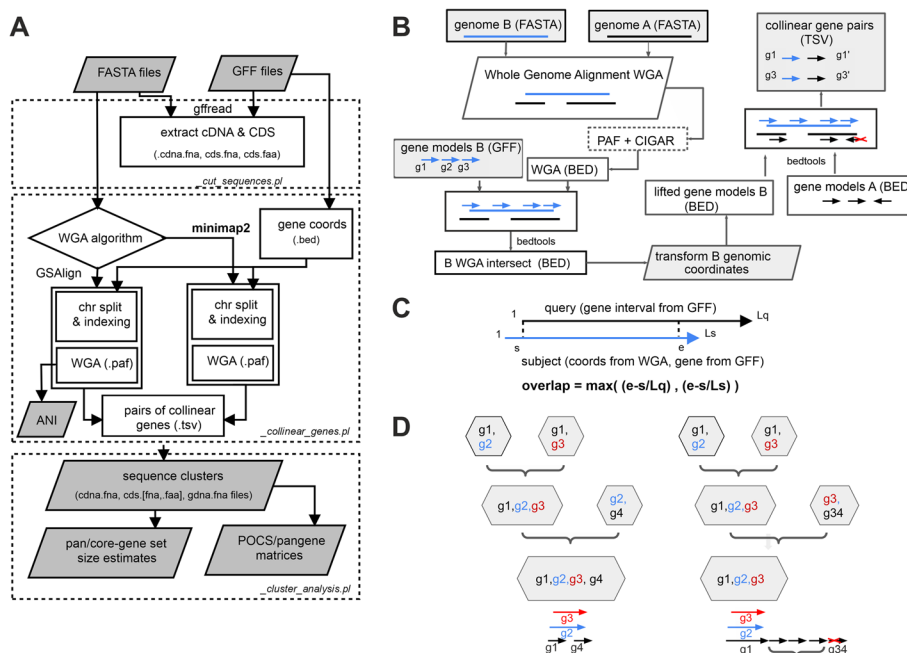 A
FASTA files
GFF files
gffread
extract cDNA & CDS
(.cdna.fna, cds.fna, cds.faa)
_cut_sequences.pl
WGA algorithm
minimap2
gene coords
(.bed)
GSAlign
chr split
& indexing
WGA (.paf)
chr split
& indexing
WGA (.paf)
ANI
pairs of collinear
genes (.tsv)
_collinear_genes.pl
sequence clusters
(cdna.fna, cds.[fna,.faa], gdna.fna files)
pan/core-gene set
size estimates
POCS/pangene
matrices
_cluster_analysis.pl
B
genome B (FASTA)
genome A (FASTA)
Whole Genome Alignment WGA
PAF + CIGAR
gene models B (GFF)
g1 g2 g3
WGA (BED)
bedtools
B WGA intersect (BED)
transform B genomic
coordinates
lifted gene models B
(BED)
collinear gene pairs
(TSV)
g1 g1'
g3 g3'
bedtools
gene models A (BED
C
1 query (gene interval from GFF) Lq
1 Ls
s e
subject (coords from WGA, gene from GFF)
overlap = max( (e-s/Lq) , (e-s/Ls) )
D
g1,
g2
g1,
g3
g1,g2,g3
g2,
g4
g1,g2,g3, g4
g3
g2
g1 g4
g1,
g2
g1,
g3
g1,g2,g3
g3,
g34
g1,g2,g3
g3
g2
g1 g34